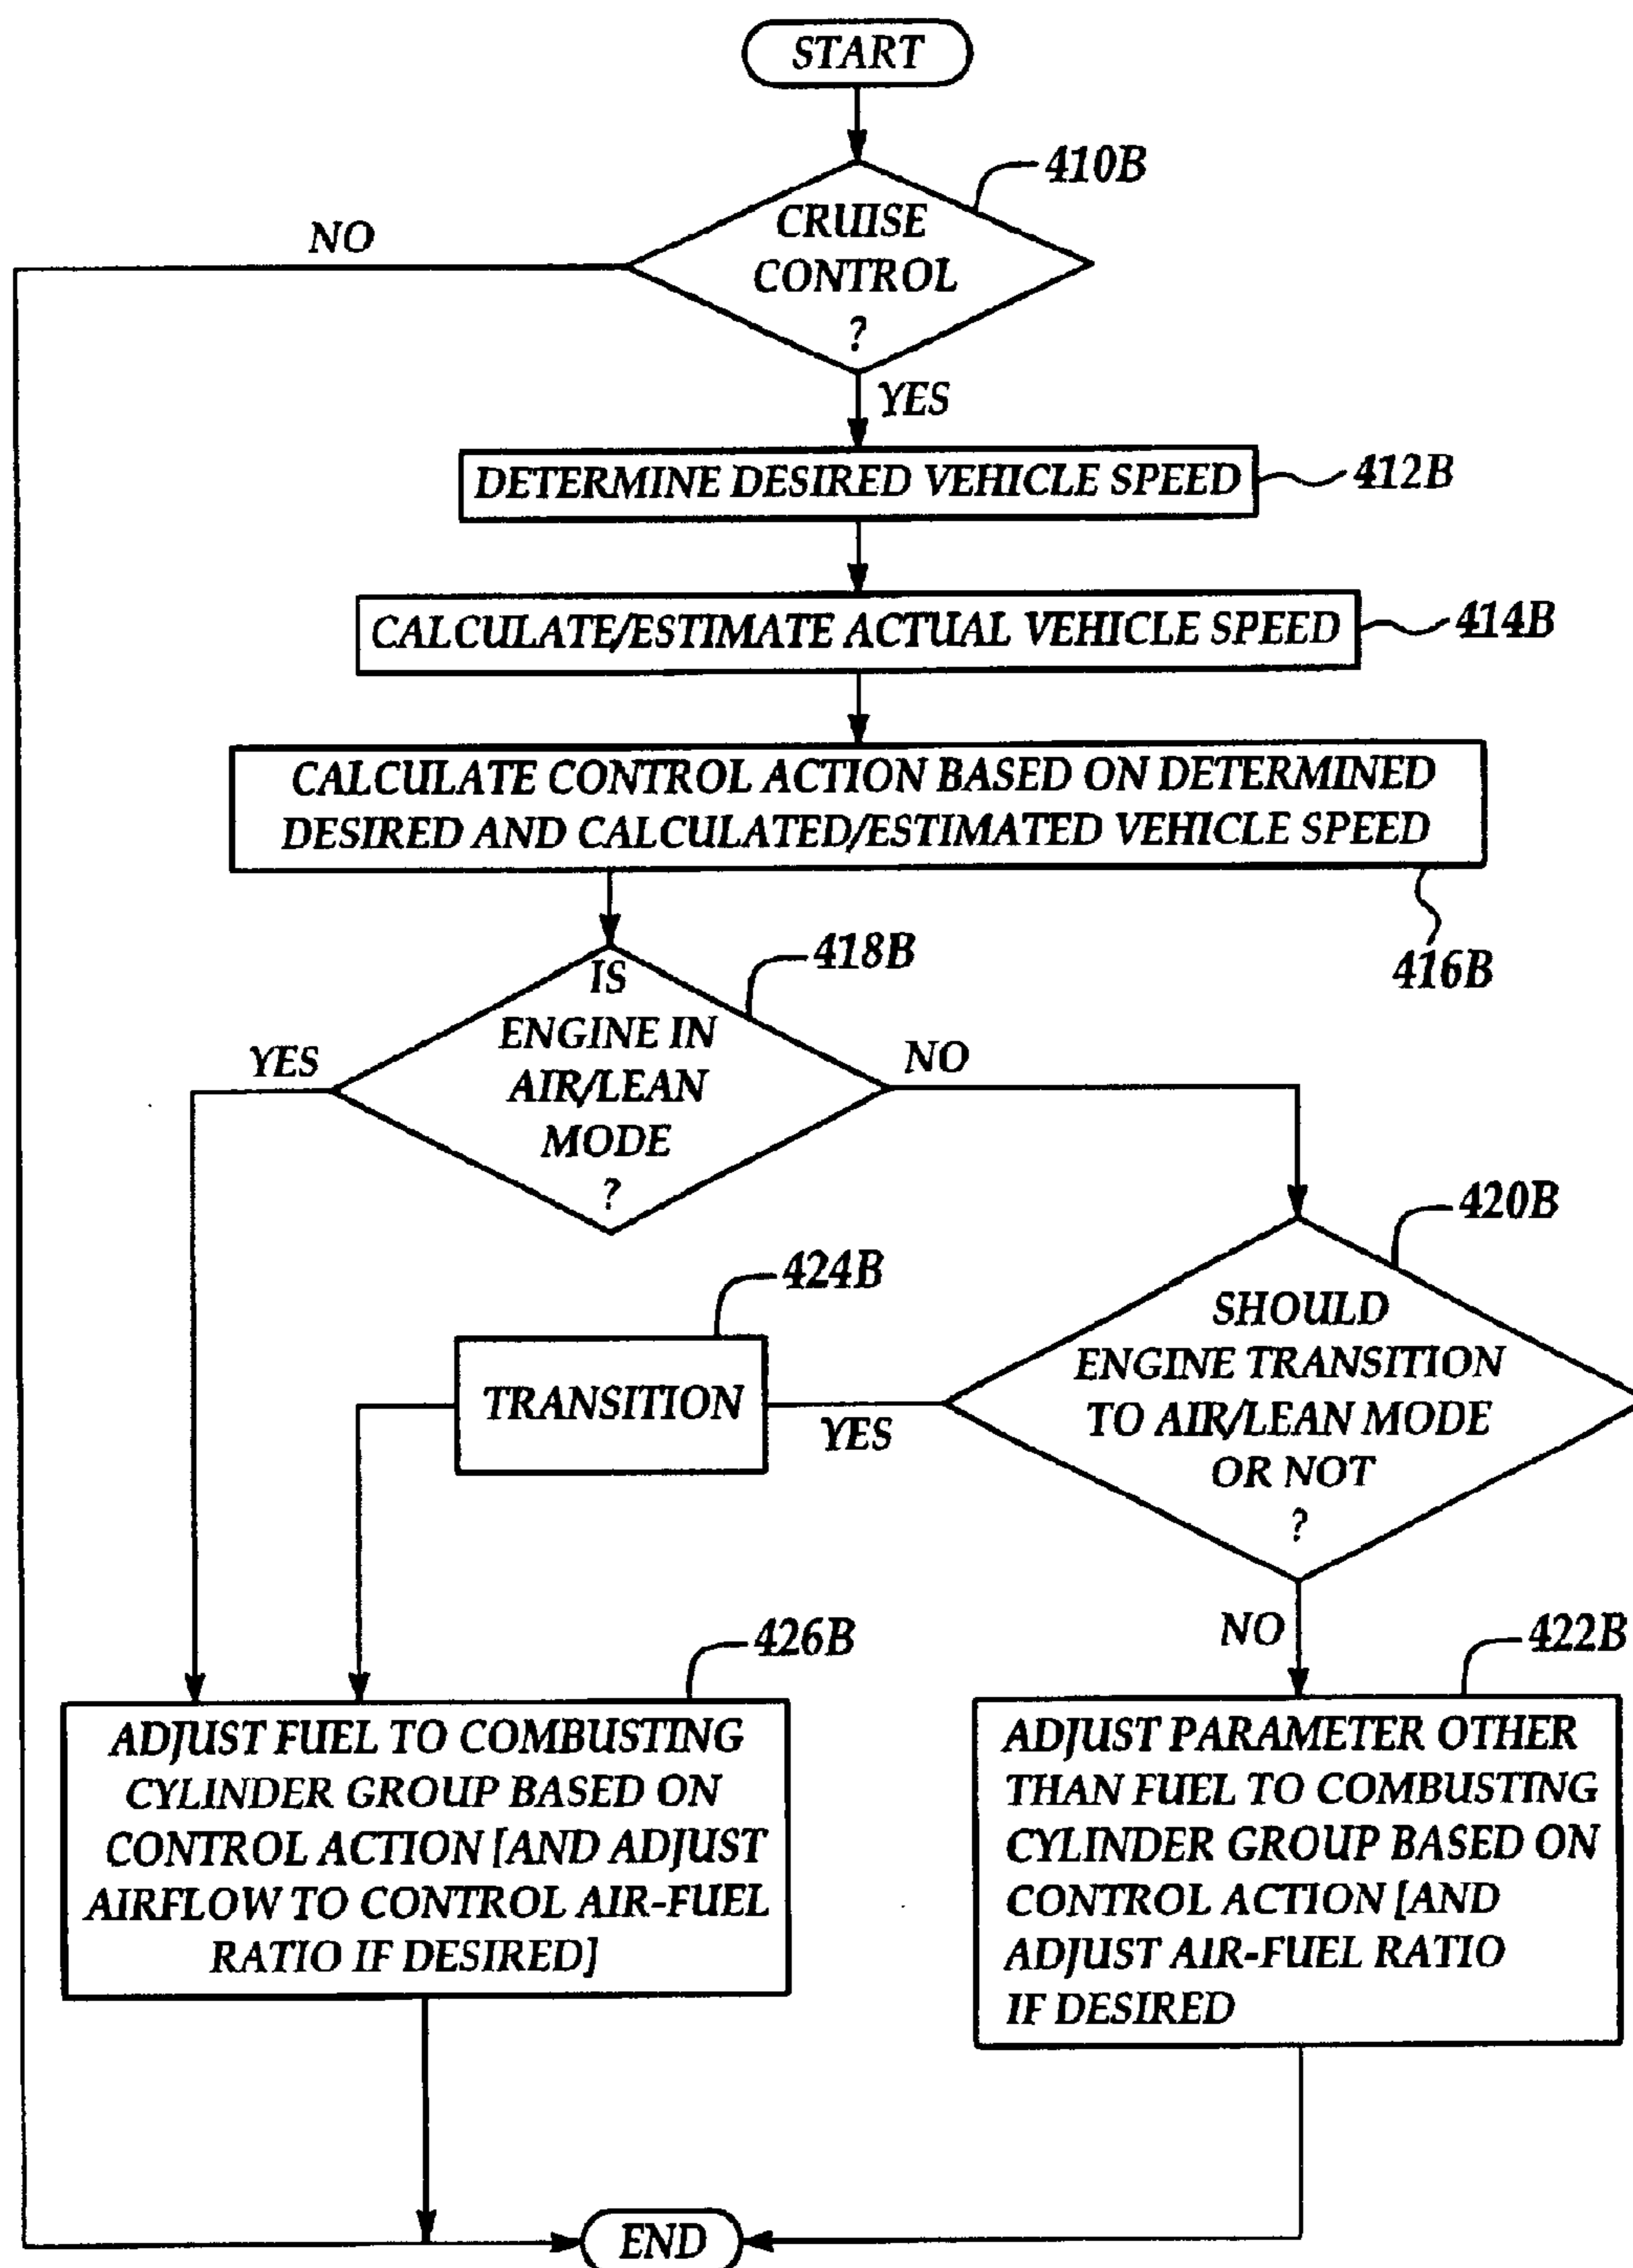 START
410B
CRUISE
CONTROL
?
NO
YES
DETERMINE DESIRED VEHICLE SPEED
412B
CALCULATE/ESTIMATE ACTUAL VEHICLE SPEED
414B
CALCULATE CONTROL ACTION BASED ON DETERMINED
DESIRED AND CALCULATED/ESTIMATED VEHICLE SPEED
416B
418B
IS
ENGINE IN
AIR/LEAN
MODE
?
YES
NO
420B
SHOULD
ENGINE TRANSITION
TO AIR/LEAN MODE
OR NOT
?
424B
TRANSITION
YES
NO
426B
ADJUST FUEL TO COMBUSTING
CYLINDER GROUP BASED ON
CONTROL ACTION [AND ADJUST
AIRFLOW TO CONTROL AIR-FUEL
RATIO IF DESIRED]
422B
ADJUST PARAMETER OTHER
THAN FUEL TO COMBUSTING
CYLINDER GROUP BASED ON
CONTROL ACTION [AND
ADJUST AIR-FUEL RATIO
IF DESIRED
END